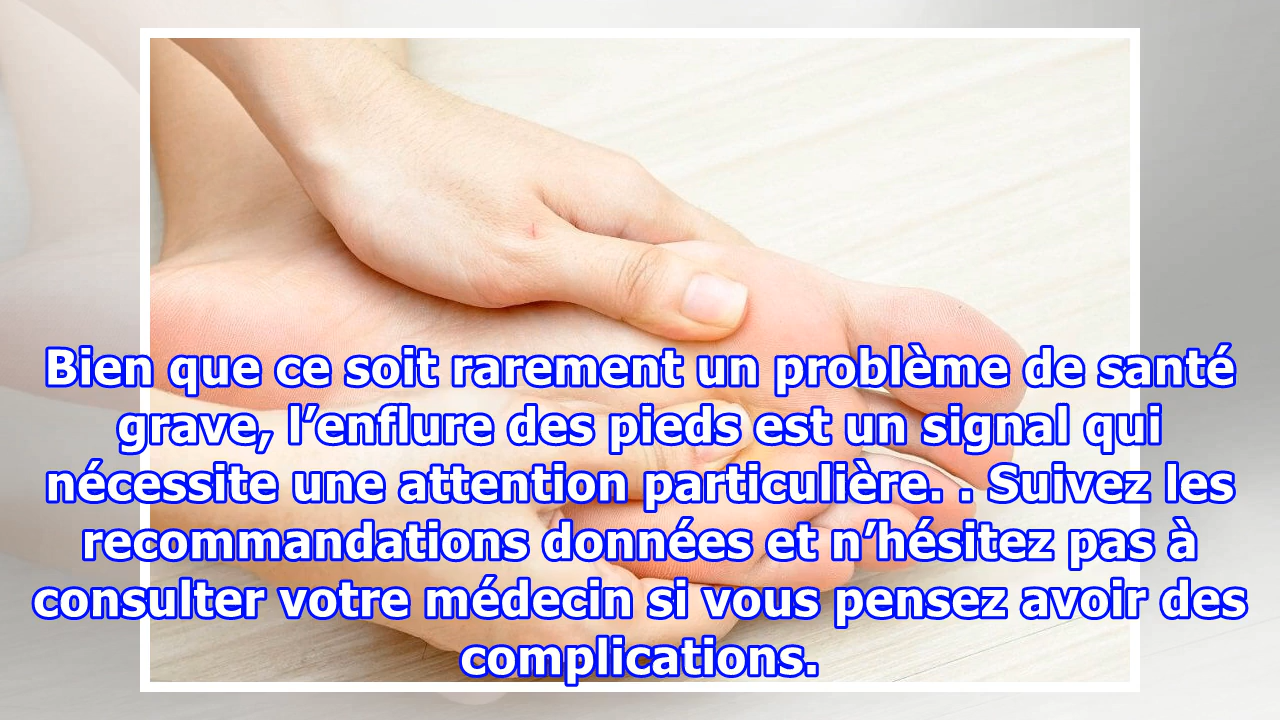 Bien que ce soit rarement un problème de santé
grave, l’enflure des pieds est un signal qui
nécessite une attention particulière. . Suivez les
recommandations données et n’hésitez pas à
consulter votre médecin si vous pensez avoir des
complications.